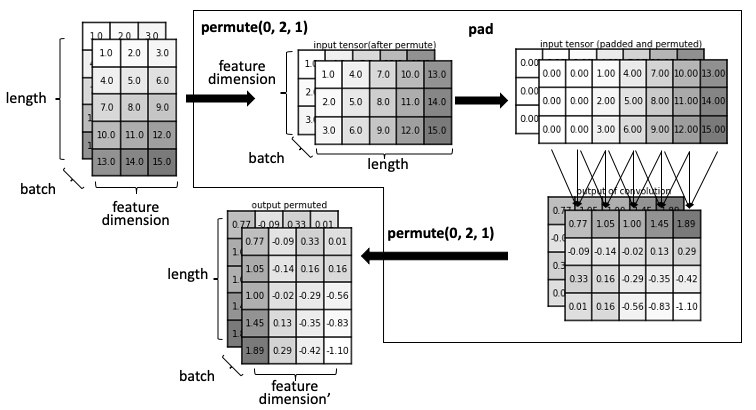 permute(0, 2, 1)
pad
length
batch
feature
dimension
1.0 2.0 3.0
1.0 2.0 3.0
4.0 5.0 6.0
7.0 8.0 9.0
10.0 11.0 12.0
13.0 14.0 15.0
feature
dimension
batch
length
input tensor(after permute)
1.0 4.0 7.0 10.0 13.0
2.0 5.0 8.0 11.0 14.0
3.0 6.0 9.0 12.0 15.0
input tensor (padded and permuted)
0.00
0.00
0.00
0.00 0.00 1.00 4.00 7.00 10.00 13.00
0.00 0.00 2.00 5.00 8.00 11.00 14.00
0.00 0.00 3.00 6.00 9.00 12.00 15.00
output of convolution
0.77 1.05 1.00 1.45 1.89
-0.09 -0.14 -0.02 0.13 0.29
0.33 0.16 -0.29 -0.35 -0.42
0.01 0.16 -0.56 -0.83 -1.10
permute(0, 2, 1)
output permuted
length
batch
feature
dimension’
0.77 -0.09 0.33 0.01
0.77 -0.09 0.33 0.01
1.05 -0.14 0.16 0.16
1.00 -0.02 -0.29 -0.56
1.45 0.13 -0.35 -0.83
1.89 0.29 -0.42 -1.10